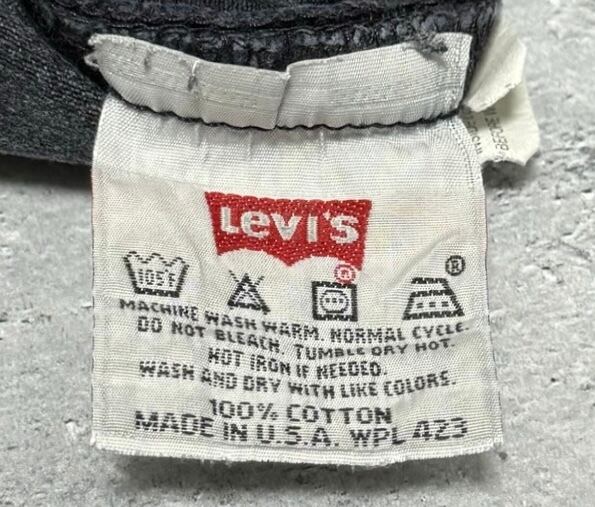 Levi's
®
®
105°F
MACHINE WASH WARM. NORMAL CYCLE.
DO NOT BLEACH. TUMBLE DRY HOT.
HOT IRON IF NEEDED.
WASH AND DRY WITH LIKE COLORS.
100% COTTON
MADE IN U.S.A. WPL 423